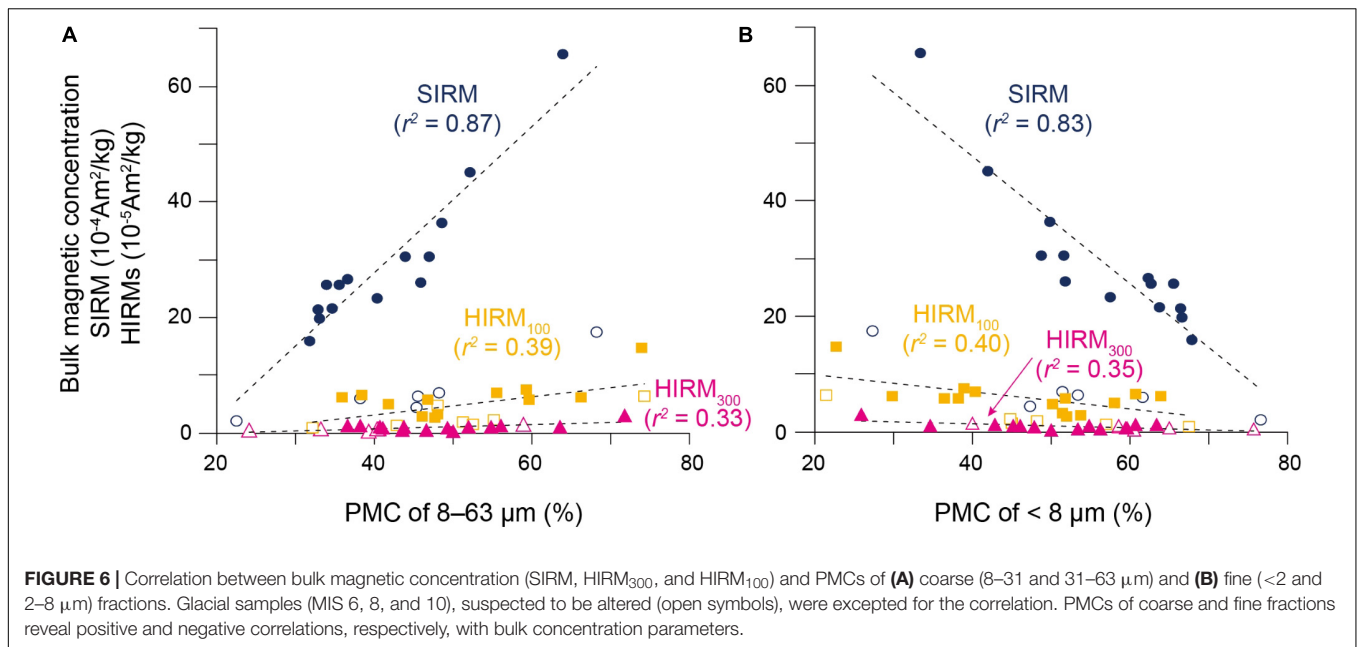 A
B
Bulk magnetic concentration
SIRM (10⁻⁴Am²/kg)
HIRMs (10⁻⁵Am²/kg)
60
40
20
0
SIRM
(r² = 0.87)
HIRM₁₀₀
(r² = 0.39)
HIRM₃₀₀
(r² = 0.33)
20 40 60 80
PMC of 8–63 μm (%)
60
40
20
0
SIRM
(r² = 0.83)
HIRM₁₀₀
(r² = 0.40)
HIRM₃₀₀
(r² = 0.35)
20 40 60 80
PMC of < 8 μm (%)
FIGURE 6 | Correlation between bulk magnetic concentration (SIRM, HIRM₃₀₀, and HIRM₁₀₀) and PMCs of (A) coarse (8–31 and 31–63 μm) and (B) fine (<2 and
2–8 μm) fractions. Glacial samples (MIS 6, 8, and 10), suspected to be altered (open symbols), were excepted for the correlation. PMCs of coarse and fine fractions
reveal positive and negative correlations, respectively, with bulk concentration parameters.